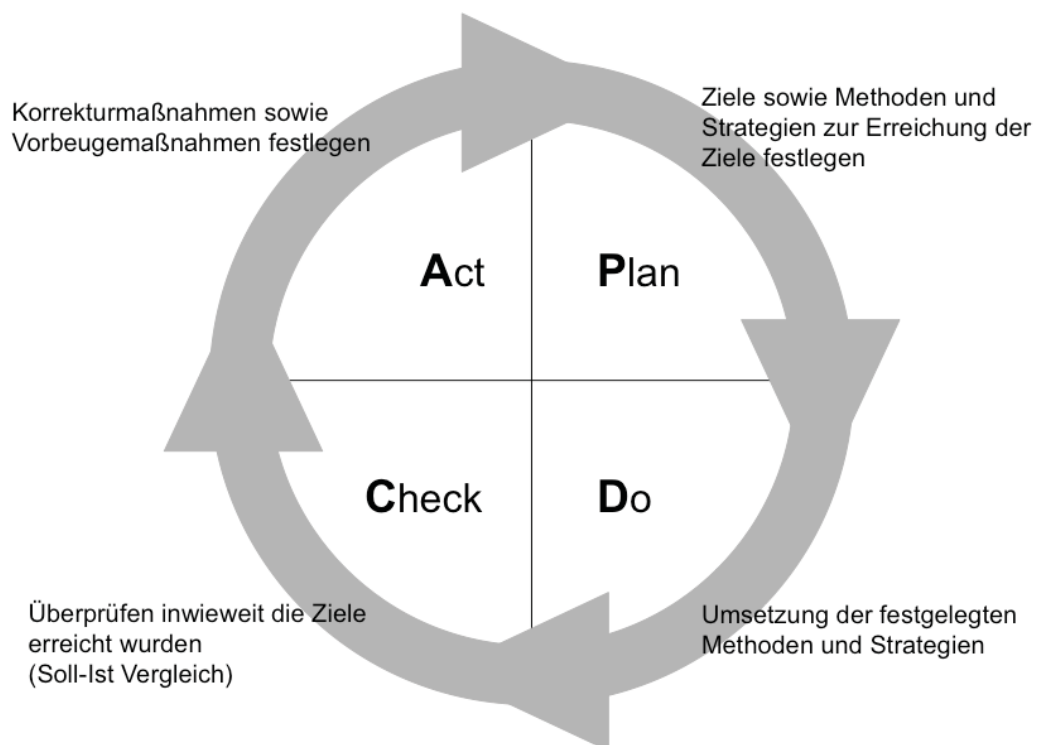 Korrekturmaßnahmen sowie
Vorbeugemaßnahmen festlegen
Ziele sowie Methoden und
Strategien zur Erreichung der
Ziele festlegen
Act
Plan
Check
Do
Überprüfen inwieweit die Ziele
erreicht wurden
(Soll-Ist Vergleich)
Umsetzung der festgelegten
Methoden und Strategien